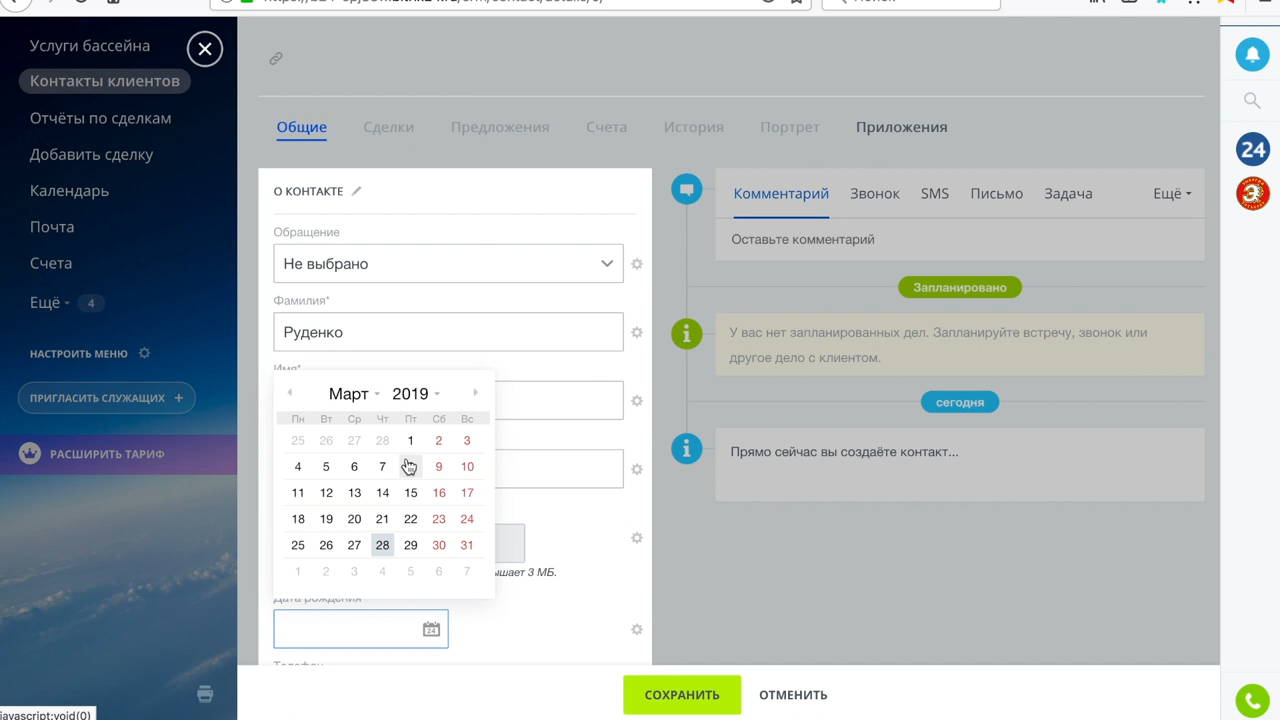 Услуги бассейна
Контакты клиентов
Отчёты по сделкам
Добавить сделку
Календарь
Почта
Счета
Ещё 4
НАСТРОИТЬ МЕНЮ
ПРИГЛАСИТЬ СЛУЖАЩИХ +
РАСШИРИТЬ ТАРИФ
javascript:void(0)
Общие Сделки Предложения Счета История Портрет Приложения
О КОНТАКТЕ
Обращение
Не выбрано
Фамилия*
Руденко
Имя*
Март 2019
Пн Вт Ср Чт Пт Сб Вс
25 26 27 28 1 2 3
4 5 6 7 9 10
11 12 13 14 15 16 17
18 19 20 21 22 23 24
25 26 27 28 29 30 31
1 2 3 4 5 6 7
3 МБ.
Дата рождения
24
Телефон
СОХРАНИТЬ ОТМЕНИТЬ
Комментарий Звонок SMS Письмо Задача Ещё
Оставьте комментарий
Запланировано
У вас нет запланированных дел. Запланируйте встречу, звонок или
другое дело с клиентом.
сегодня
Прямо сейчас вы создаёте контакт...
24